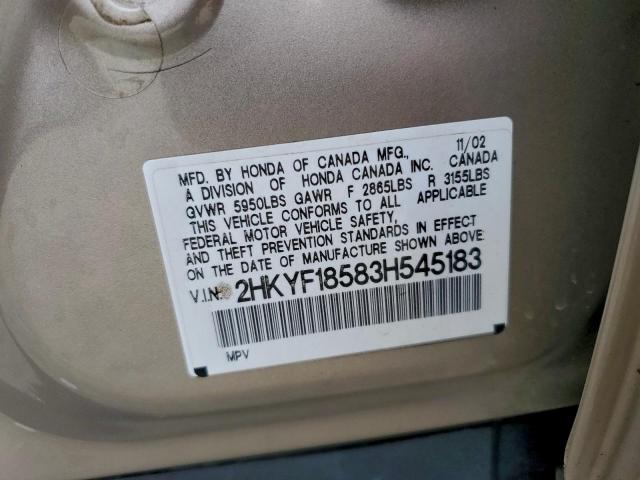 11/02
MFD. BY HONDA OF CANADA MFG., CANADA
A DIVISION OF HONDA CANADA INC.
GVWR 5950LBS GAWR F 2865LBS R 3155LBS
THIS VEHICLE CONFORMS TO ALL APPLICABLE
FEDERAL MOTOR VEHICLE SAFETY,
AND THEFT PREVENTION STANDARDS IN EFFECT
ON THE DATE OF MANUFACTURE SHOWN ABOVE
V.I.N: 2HKYF18583H545183
MPV